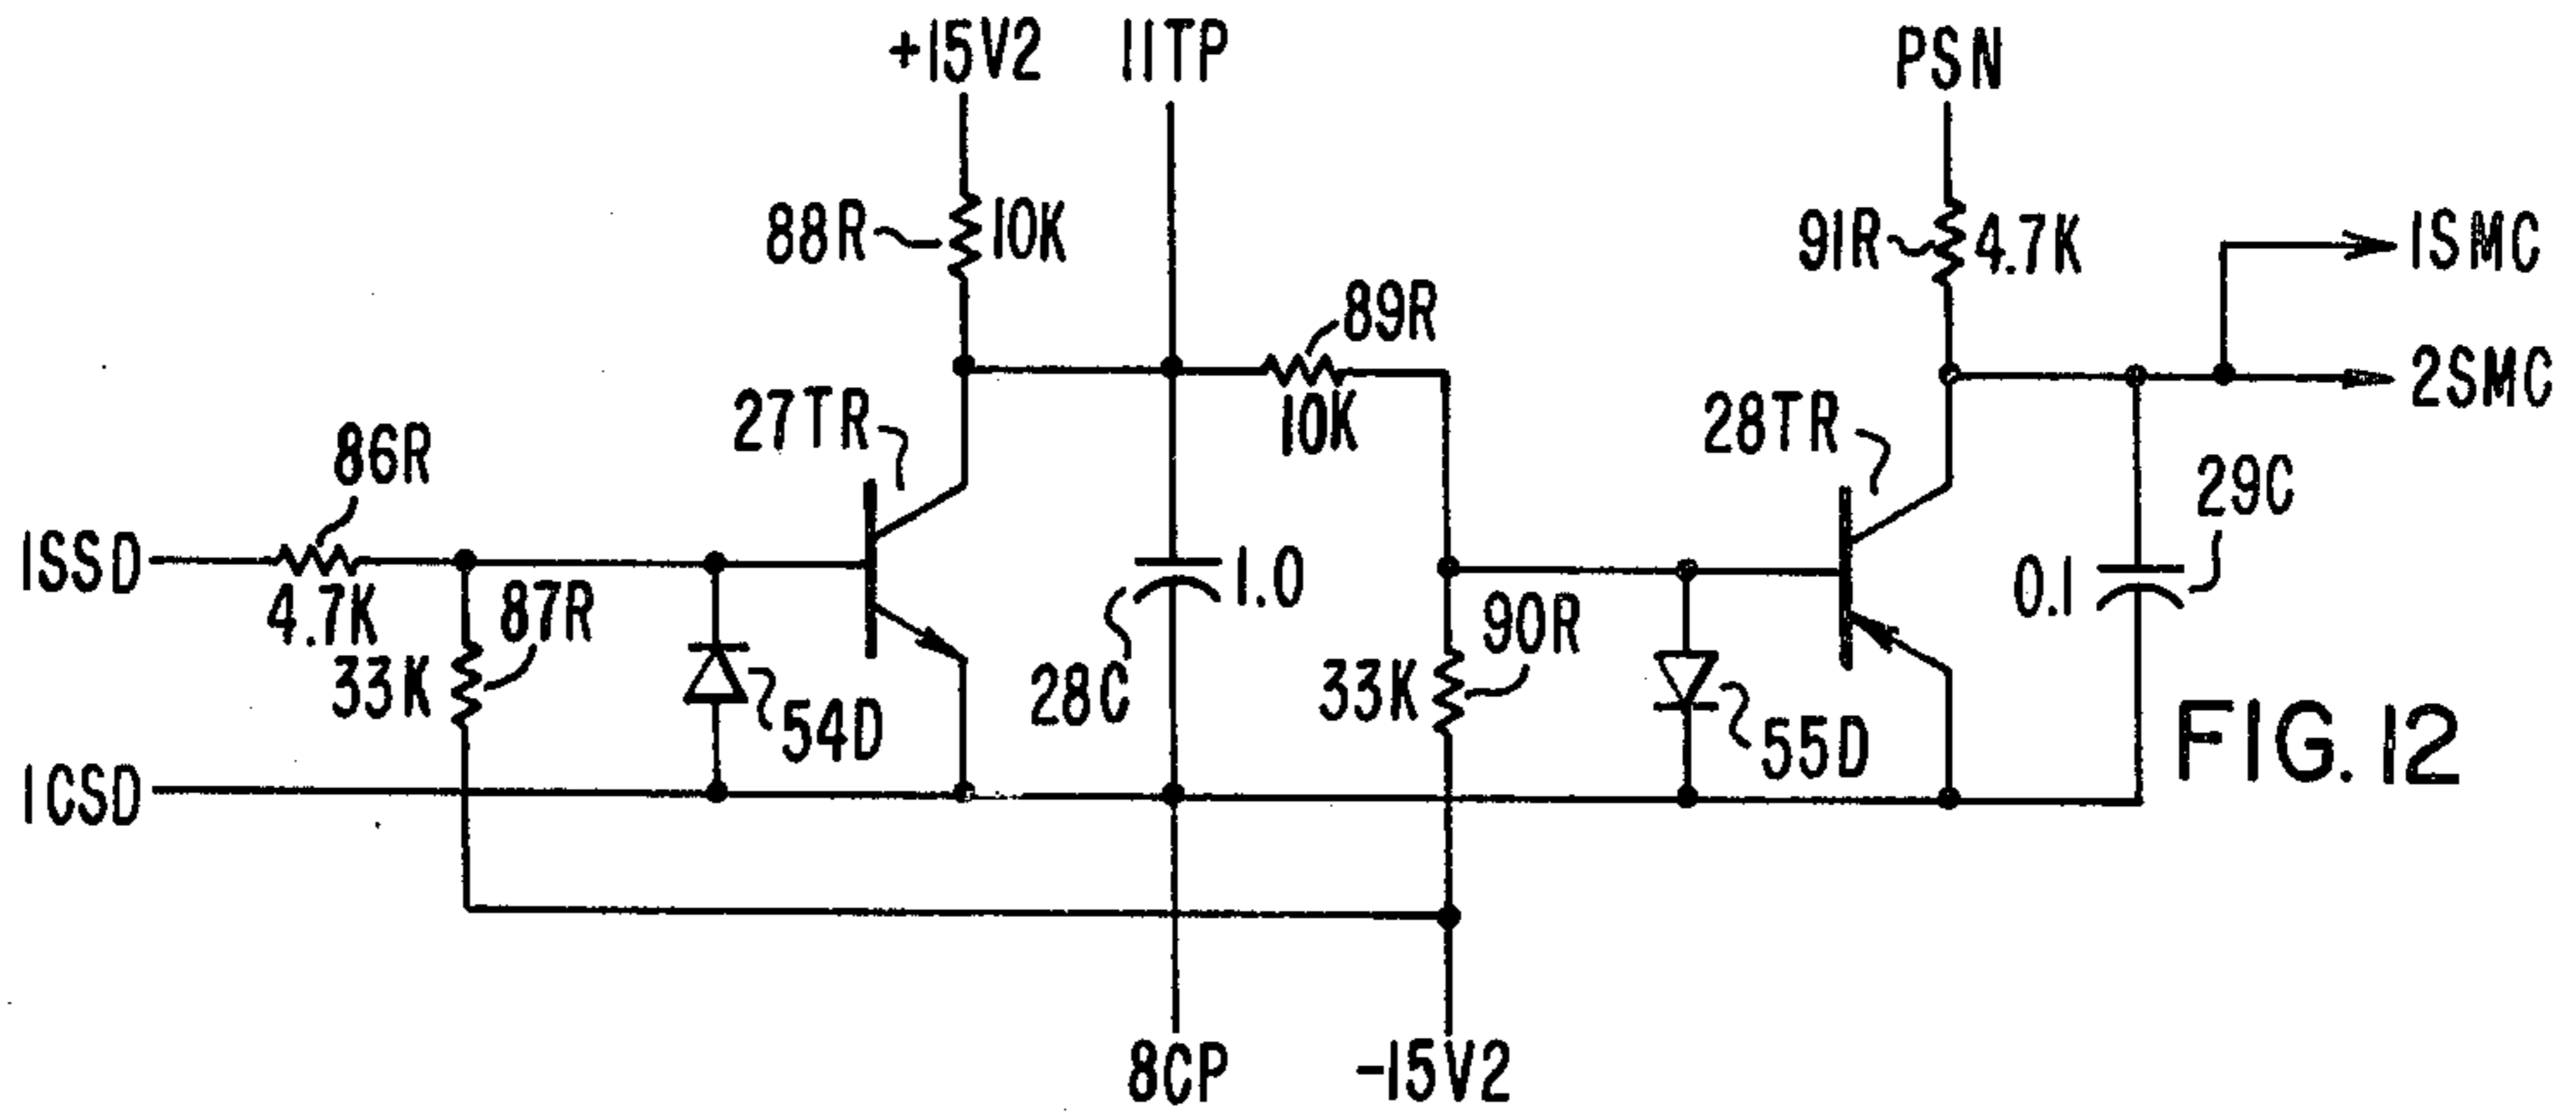 +15V2
11TP
PSN
88R
10K
91R
4.7K
1SMC
89R
2SMC
27TR
10K
28TR
86R
29C
1SSD
4.7K
87R
1.0
0.1
33K
90R
28C
33K
54D
55D
FIG. 12
1CSD
8CP
-15V2